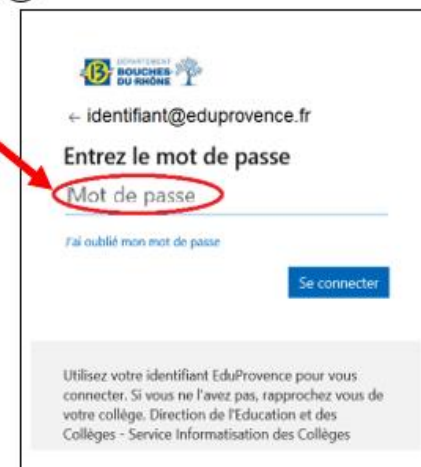 DÉPARTEMENT
BOUCHES
DU RHÔNE
13
← identifiant@eduprovence.fr
Entrez le mot de passe
Mot de passe
J'ai oublié mon mot de passe
Se connecter
Utilisez votre identifiant EduProvence pour vous
connecter. Si vous ne l'avez pas, rapprochez vous de
votre collège. Direction de l'Education et des
Collèges - Service Informatisation des Collèges